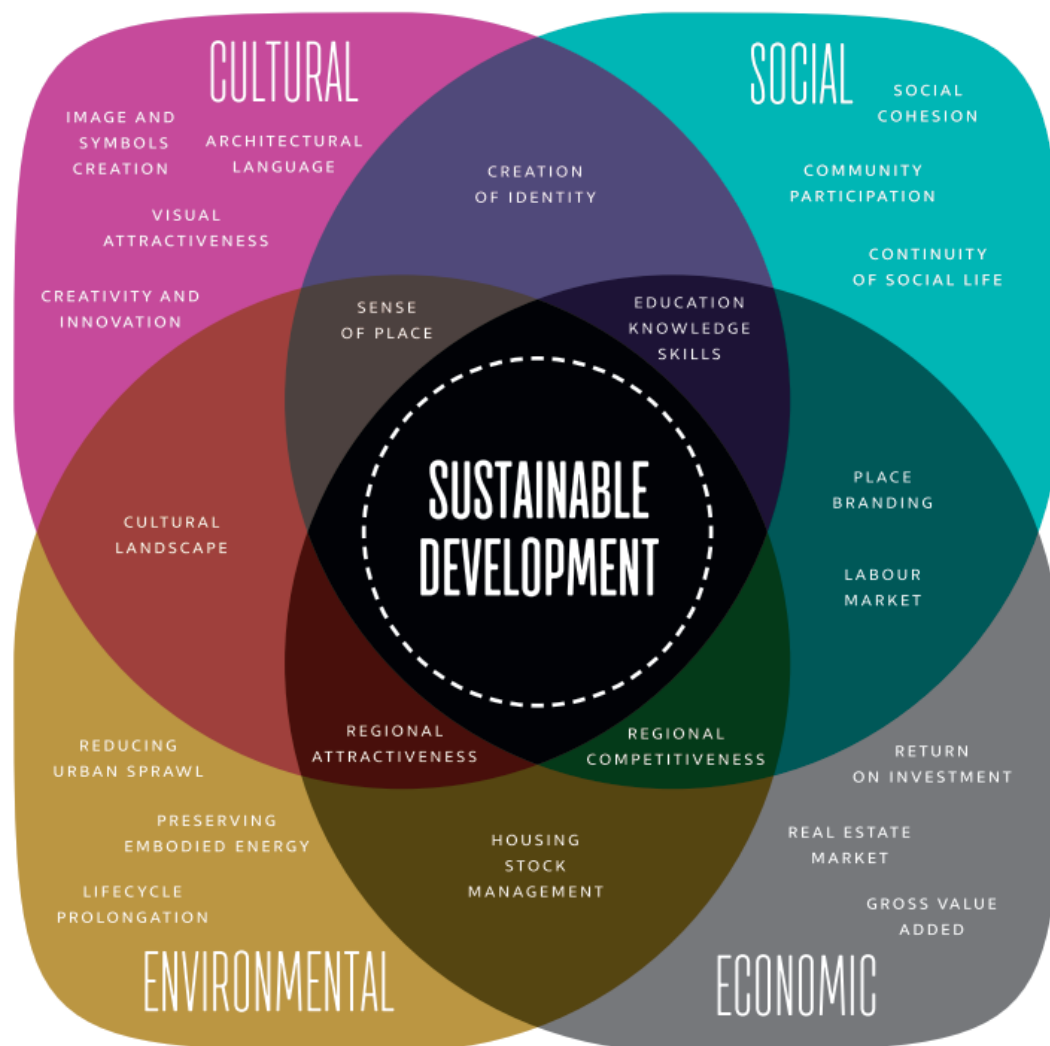 CULTURAL
IMAGE AND
SYMBOLS
CREATION
ARCHITECTURAL
LANGUAGE
VISUAL
ATTRACTIVENESS
CREATIVITY AND
INNOVATION
CREATION
OF IDENTITY
SOCIAL
SOCIAL
COHESION
COMMUNITY
PARTICIPATION
CONTINUITY
OF SOCIAL LIFE
SENSE
OF PLACE
EDUCATION
KNOWLEDGE
SKILLS
CULTURAL
LANDSCAPE
SUSTAINABLE
DEVELOPMENT
PLACE
BRANDING
LABOUR
MARKET
REGIONAL
ATTRACTIVENESS
REGIONAL
COMPETITIVENESS
REDUCING
URBAN SPRAWL
PRESERVING
EMBODIED ENERGY
LIFECYCLE
PROLONGATION
ENVIRONMENTAL
HOUSING
STOCK
MANAGEMENT
RETURN
ON INVESTMENT
REAL ESTATE
MARKET
GROSS VALUE
ADDED
ECONOMIC